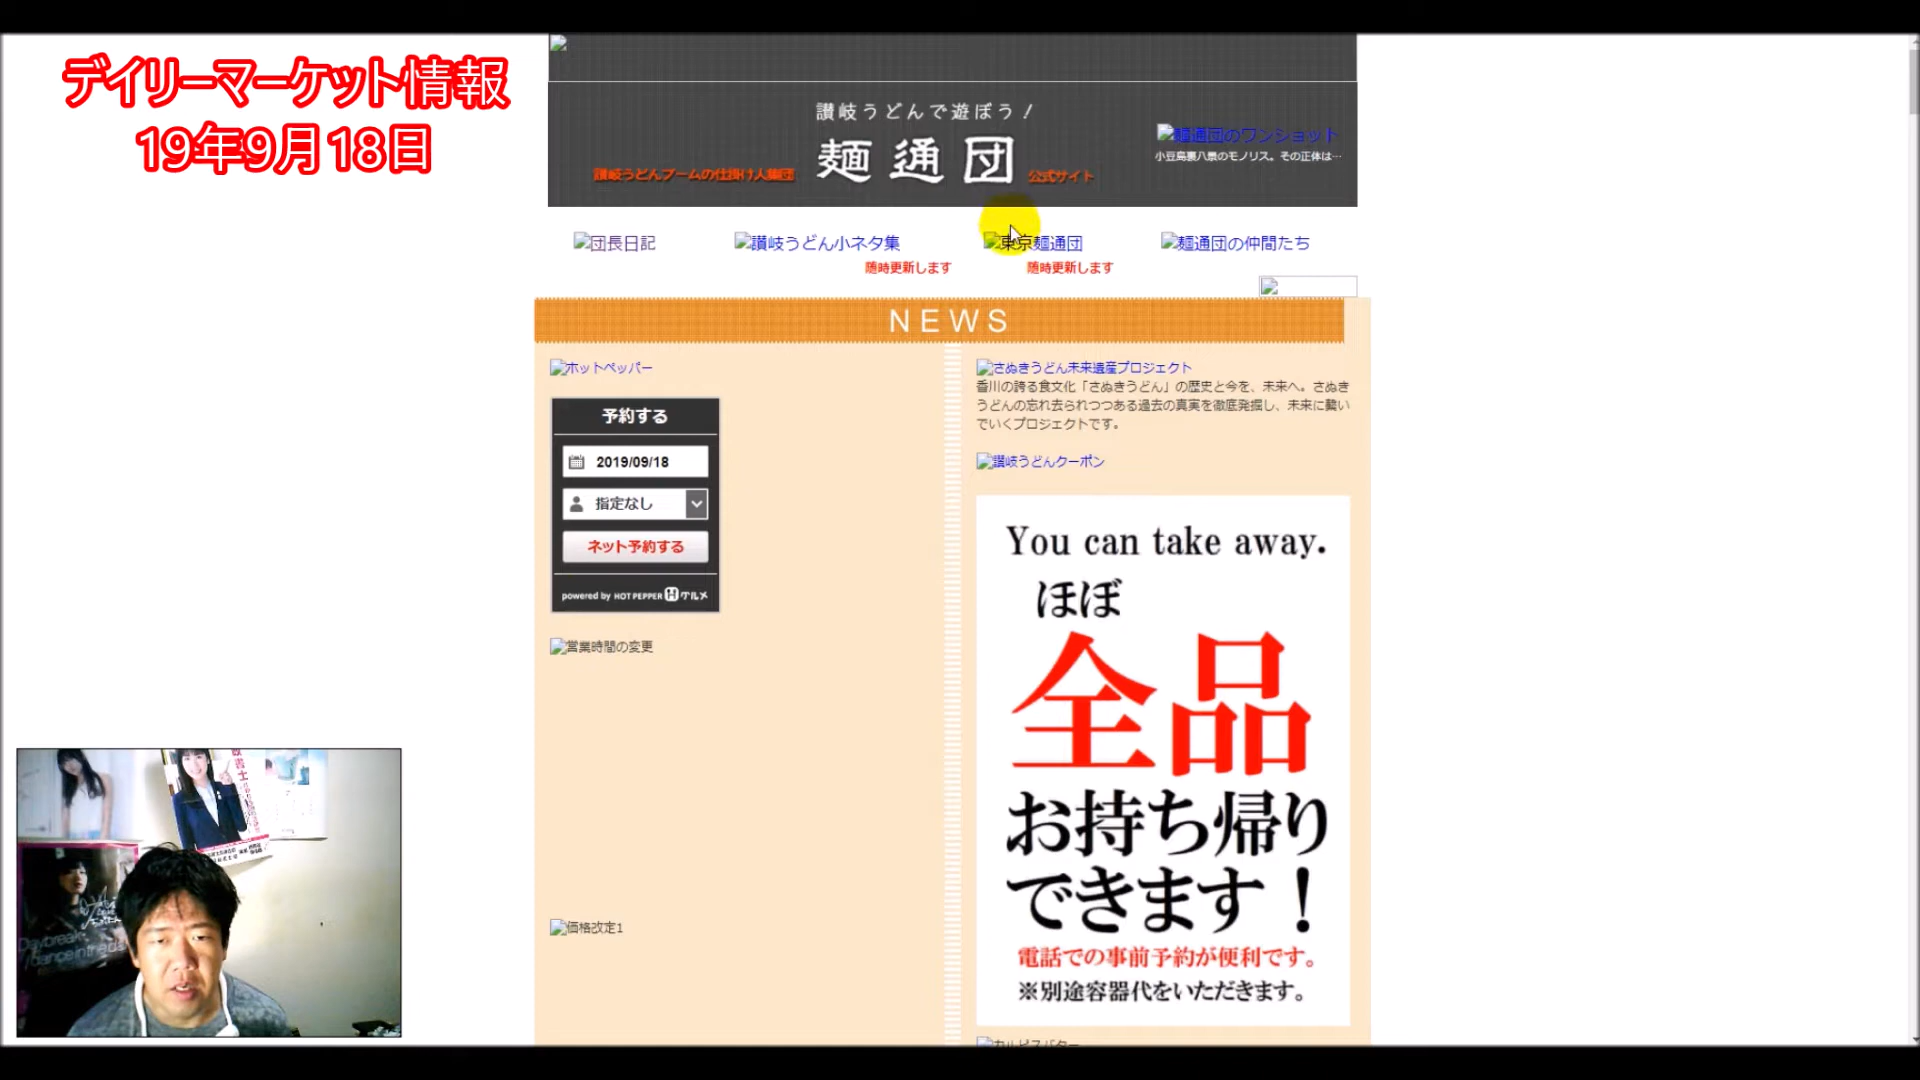 デイリーマーケット情報
19年9月18日
讃岐うどんで遊ぼう！
讃岐うどんブームの仕掛け人集団
麺通団
公式サイト
麺通団のワンショット
小豆島裏八景のモノリス。その正体は…
団長日記
讃岐うどん小ネタ集
東京麺通団
麺通団の仲間たち
随時更新します
随時更新します
NEWS
ホットペッパー
予約する
2019/09/18
指定なし
ネット予約する
powered by HOT PEPPER グルメ
営業時間の変更
価格改定1
さぬきうどん未来遺産プロジェクト
香川の誇る食文化「さぬきうどん」の歴史と今を、未来へ。さぬき
うどんの忘れ去られつつある過去の真実を徹底発掘し、未来に繋い
でいくプロジェクトです。
讃岐うどんクーポン
You can take away.
ほぼ
全品
お持ち帰り
できます！
電話での事前予約が便利です。
※別途容器代をいただきます。
Daybreak